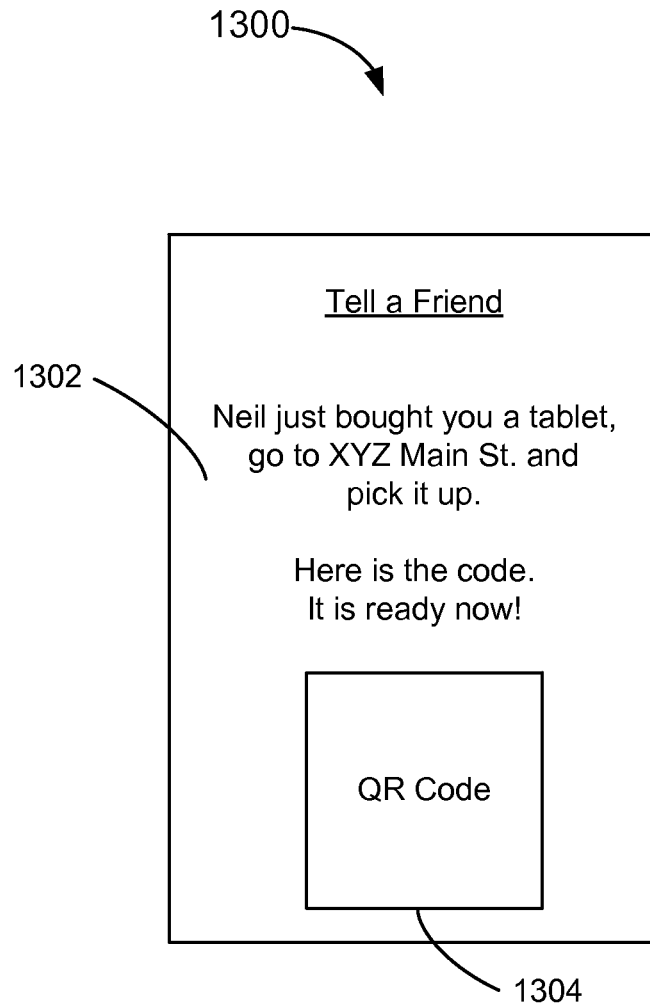 1300
Tell a Friend
1302
Neil just bought you a tablet,
go to XYZ Main St. and
pick it up.
Here is the code.
It is ready now!
QR Code
1304